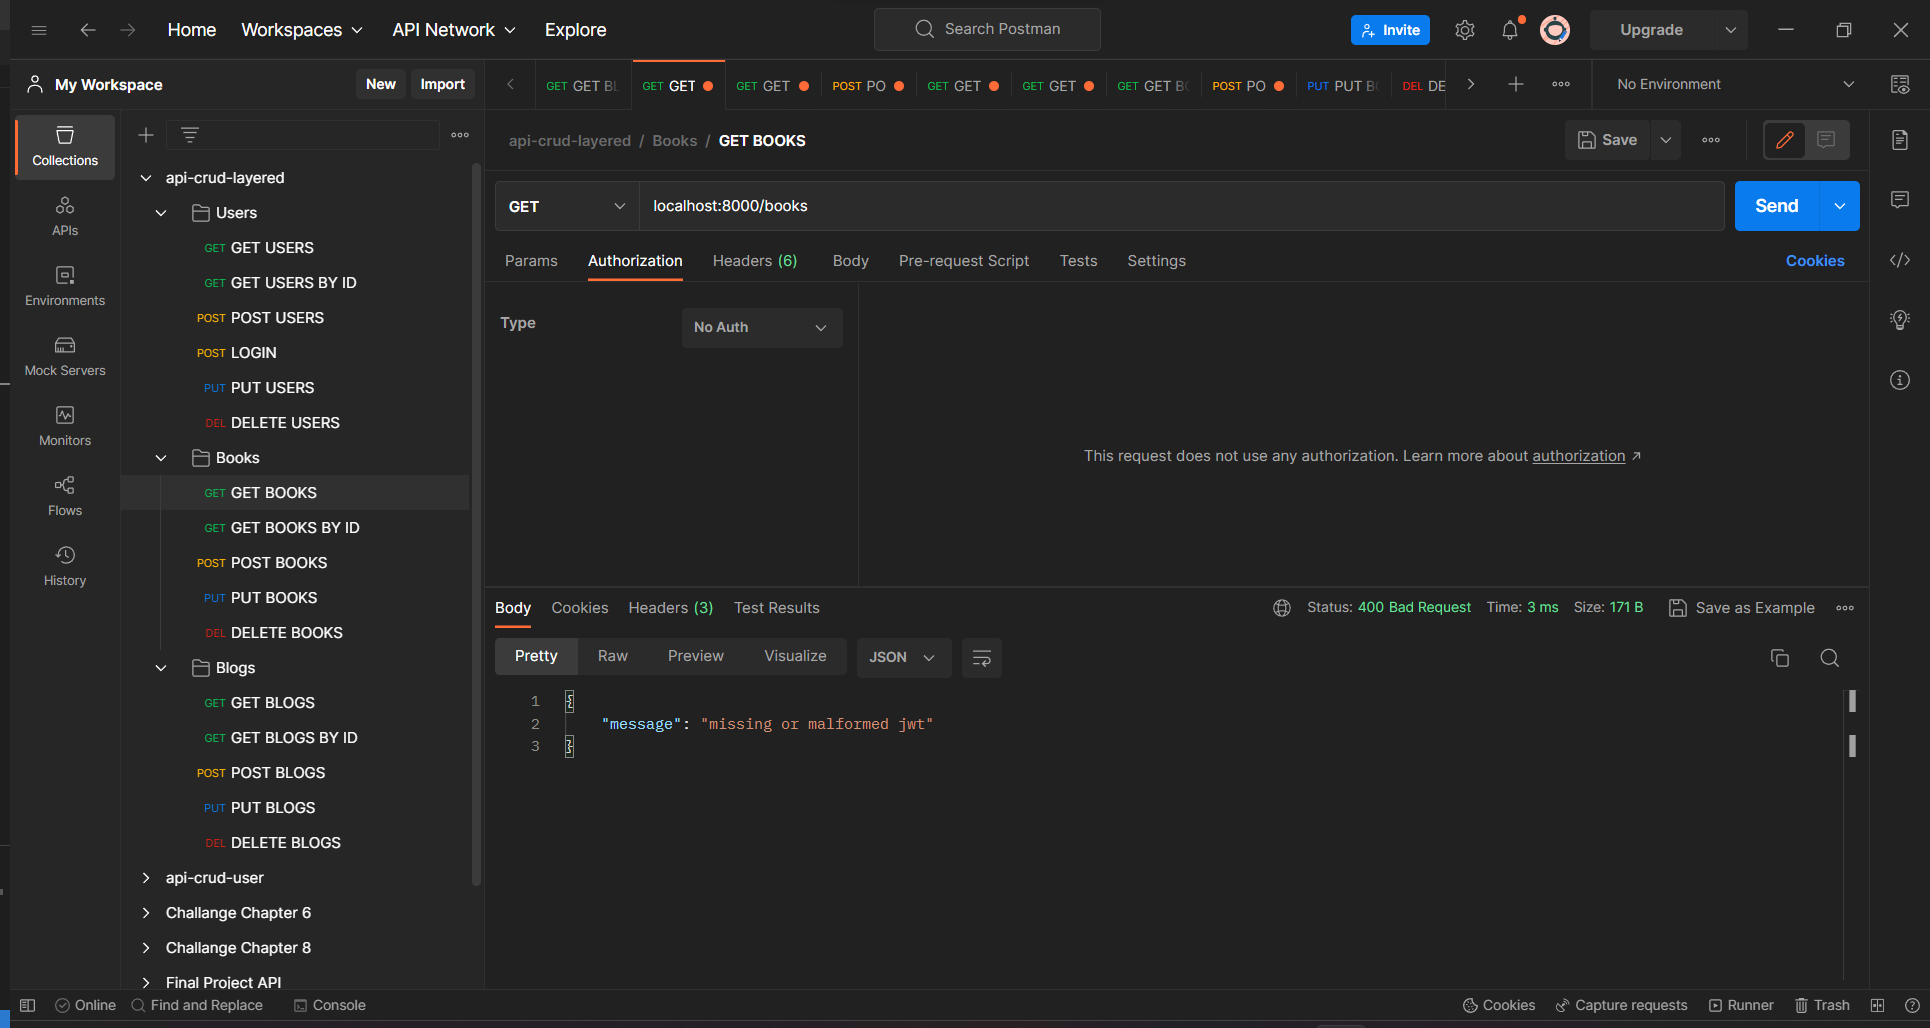 Home Workspaces API Network Explore
Search Postman
Invite
Upgrade
My Workspace
New Import
GET GET BL
GET GET
GET GET
POST PO
GET GET
GET GET
GET GET BO
POST PO
PUT PUT BO
DEL DE
No Environment
Collections
APIs
Environments
Mock Servers
Monitors
Flows
History
api-crud-layered
Users
GET GET USERS
GET GET USERS BY ID
POST POST USERS
POST LOGIN
PUT PUT USERS
DEL DELETE USERS
Books
GET GET BOOKS
GET GET BOOKS BY ID
POST POST BOOKS
PUT PUT BOOKS
DEL DELETE BOOKS
Blogs
GET GET BLOGS
GET GET BLOGS BY ID
POST POST BLOGS
PUT PUT BLOGS
DEL DELETE BLOGS
api-crud-user
Challange Chapter 6
Challange Chapter 8
Final Project API
api-crud-layered / Books / GET BOOKS
Save
GET localhost:8000/books
Send
Params Authorization Headers (6) Body Pre-request Script Tests Settings
Cookies
Type No Auth
This request does not use any authorization. Learn more about authorization ↗
Body Cookies Headers (3) Test Results
Status: 400 Bad Request Time: 3 ms Size: 171 B
Save as Example
Pretty Raw Preview Visualize JSON
1 {
2 "message": "missing or malformed jwt"
3 }
Online Find and Replace Console
Cookies Capture requests Runner Trash